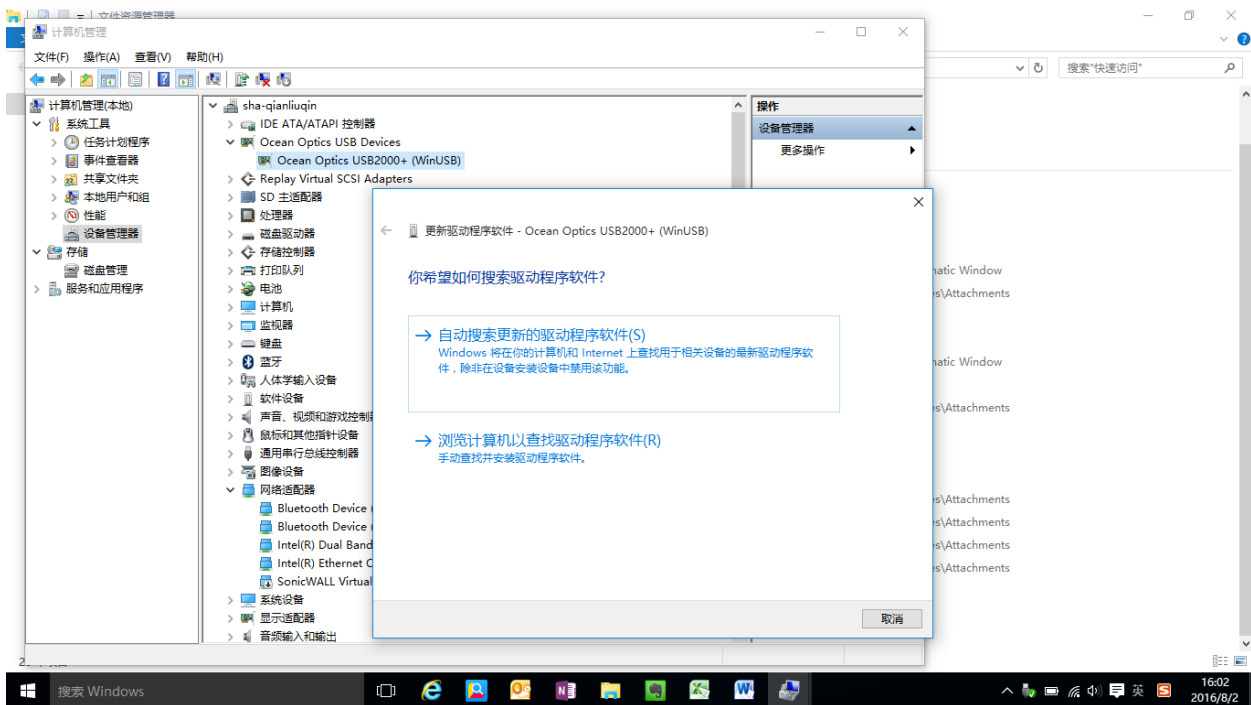 文件资源管理器
计算机管理
文件(F) 操作(A) 查看(V) 帮助(H)
搜索"快速访问"
计算机管理(本地)
系统工具
任务计划程序
事件查看器
共享文件夹
本地用户和组
性能
设备管理器
存储
磁盘管理
服务和应用程序
sha-qianliuqin
IDE ATA/ATAPI 控制器
Ocean Optics USB Devices
Ocean Optics USB2000+ (WinUSB)
Replay Virtual SCSI Adapters
SD 主适配器
处理器
磁盘驱动器
存储控制器
打印队列
电池
计算机
监视器
键盘
蓝牙
人体学输入设备
软件设备
声音、视频和游戏控制
鼠标和其他指针设备
通用串行总线控制器
图像设备
网络适配器
Bluetooth Device
Bluetooth Device
Intel(R) Dual Band
Intel(R) Ethernet C
SonicWALL Virtual
系统设备
显示适配器
音频输入和输出
操作
设备管理器
更多操作
更新驱动程序软件 - Ocean Optics USB2000+ (WinUSB)
你希望如何搜索驱动程序软件?
自动搜索更新的驱动程序软件(S)
Windows 将在你的计算机和 Internet 上查找用于相关设备的最新驱动程序软
件，除非在设备安装设备中禁用该功能。
浏览计算机以查找驱动程序软件(R)
手动查找并安装驱动程序软件。
取消
matic Window
es\Attachments
matic Window
es\Attachments
es\Attachments
es\Attachments
es\Attachments
es\Attachments
搜索 Windows
英
16:02
2016/8/2